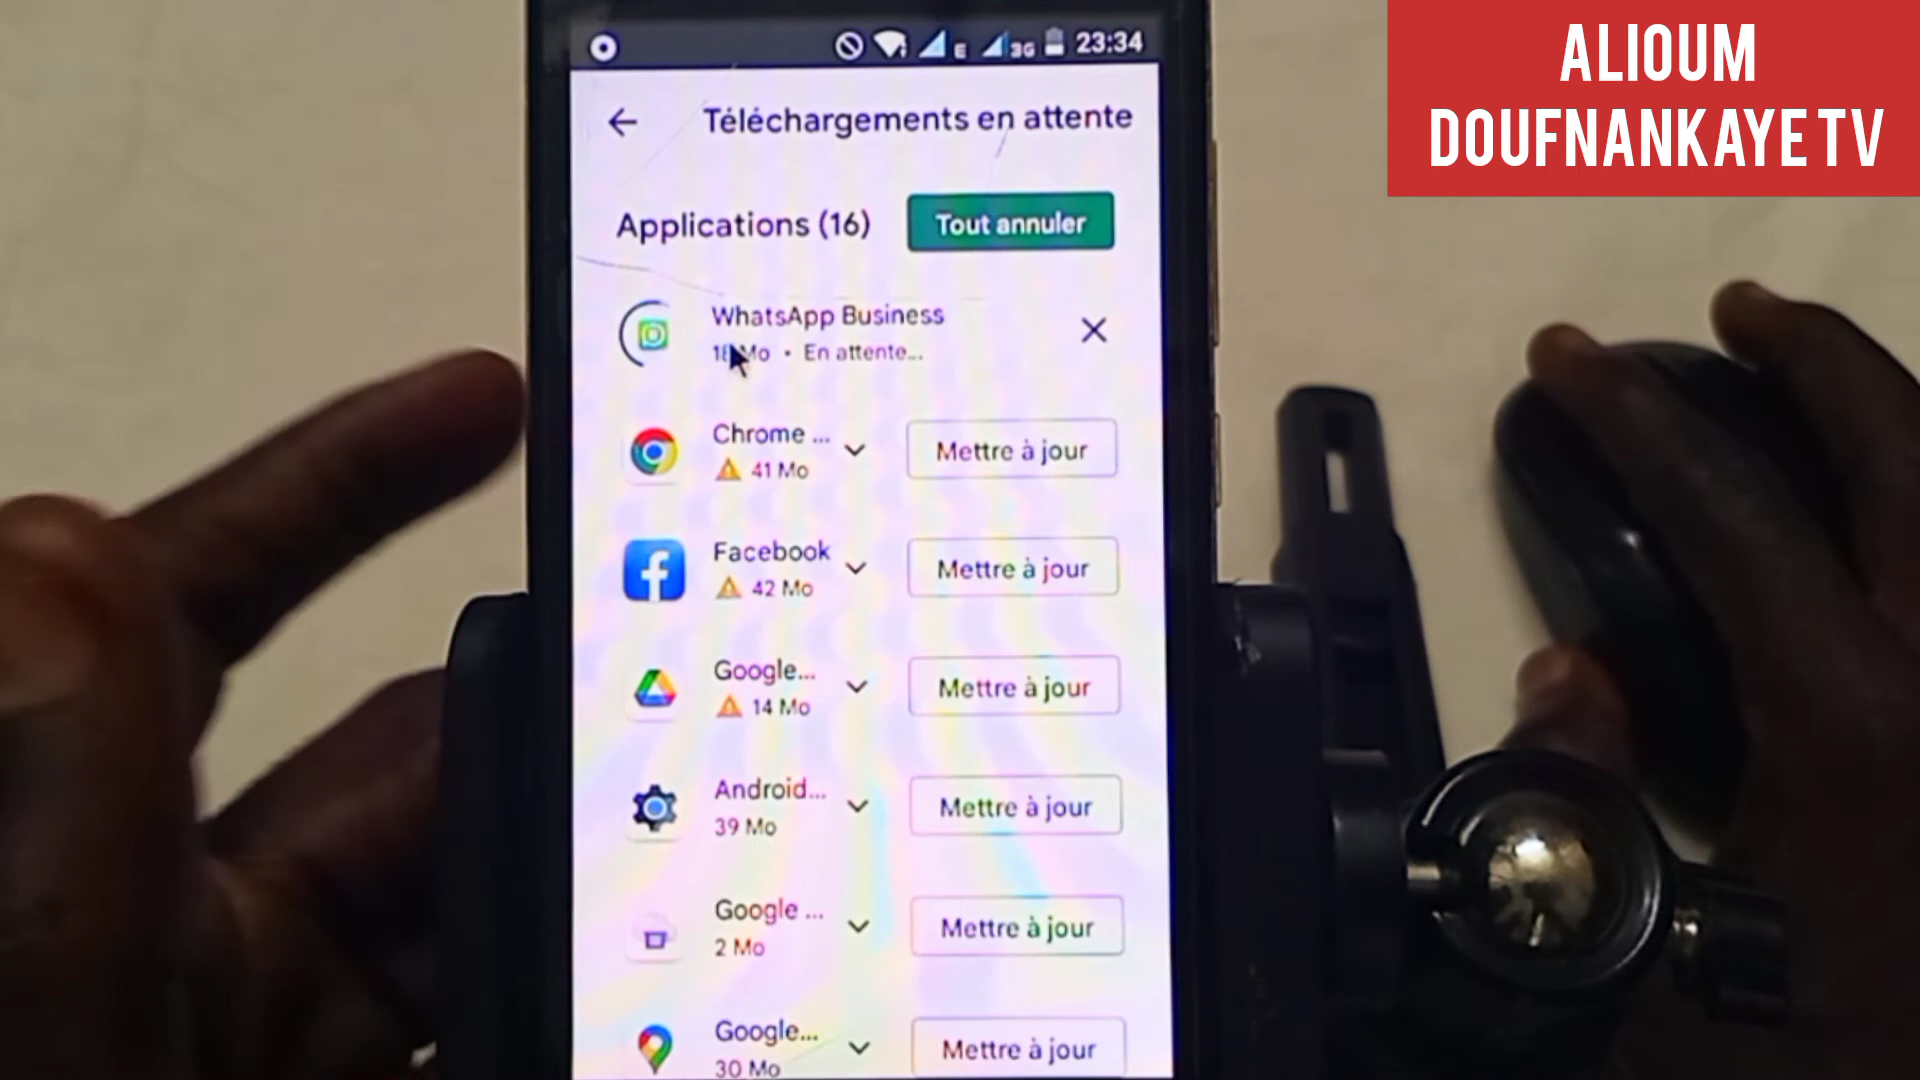 ALIOUM
DOUFNANKAYE TV
E 3G 23:34
Téléchargements en attente
Applications (16)
Tout annuler
WhatsApp Business
Mo • En attente...
Chrome ...
41 Mo
Mettre à jour
Facebook
42 Mo
Mettre à jour
Google...
14 Mo
Mettre à jour
Android...
39 Mo
Mettre à jour
Google ...
2 Mo
Mettre à jour
Google...
30 Mo
Mettre à jour